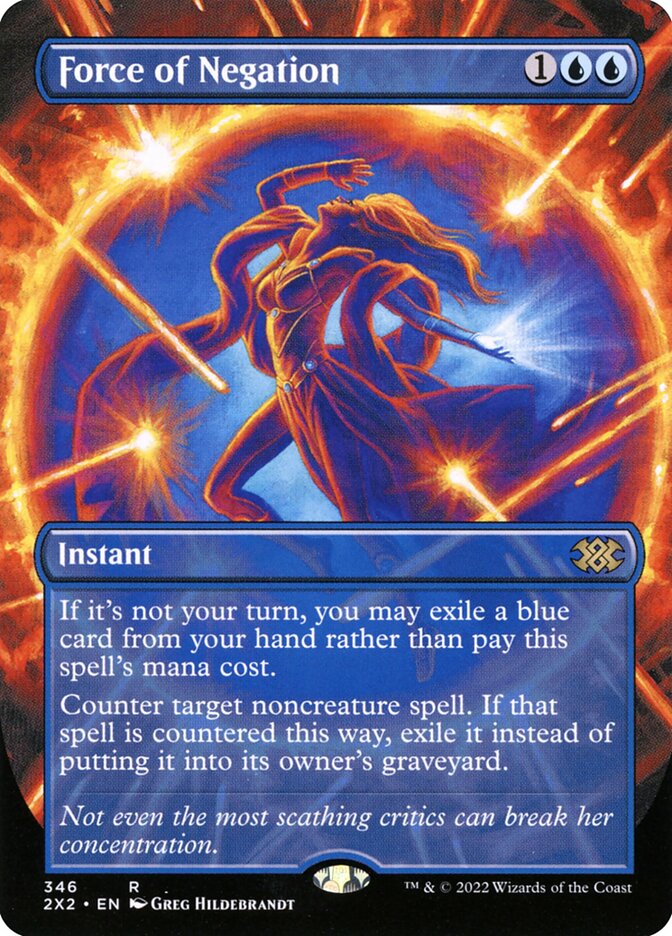 Force of Negation 1
Instant
If it's not your turn, you may exile a blue
card from your hand rather than pay this
spell's mana cost.
Counter target noncreature spell. If that
spell is countered this way, exile it instead of
putting it into its owner's graveyard.
Not even the most scathing critics can break her
concentration.
346 R
2X2 • EN Greg Hildebrandt
™ & © 2022 Wizards of the Coast